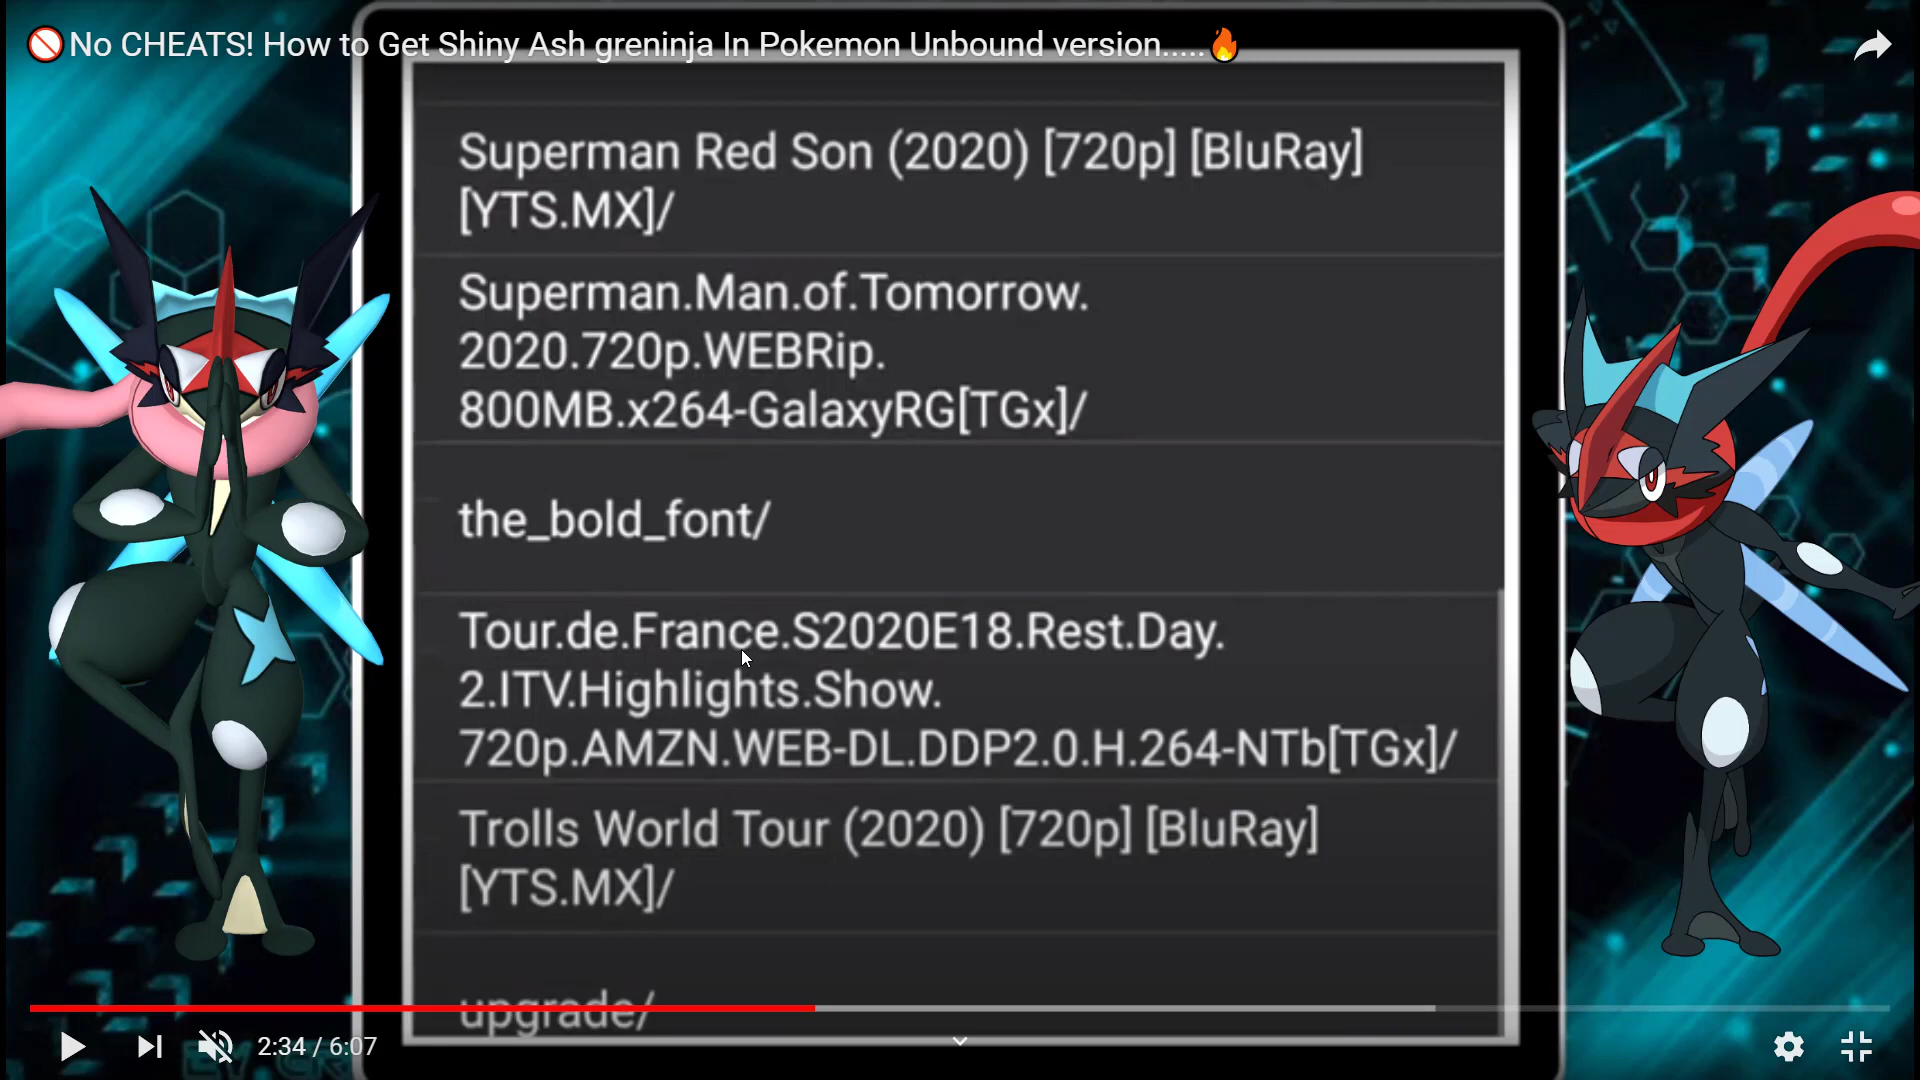 No CHEATS! How to Get Shiny Ash greninja In Pokemon Unbound version.....
Superman Red Son (2020) [720p] [BluRay]
[YTS.MX]/
Superman.Man.of.Tomorrow.
2020.720p.WEBRip.
800MB.x264-GalaxyRG[TGx]/
the_bold_font/
Tour.de.France.S2020E18.Rest.Day.
2.ITV.Highlights.Show.
720p.AMZN.WEB-DL.DDP2.0.H.264-NTb[TGx]/
Trolls World Tour (2020) [720p] [BluRay]
[YTS.MX]/
upgrade/
2:34 / 6:07